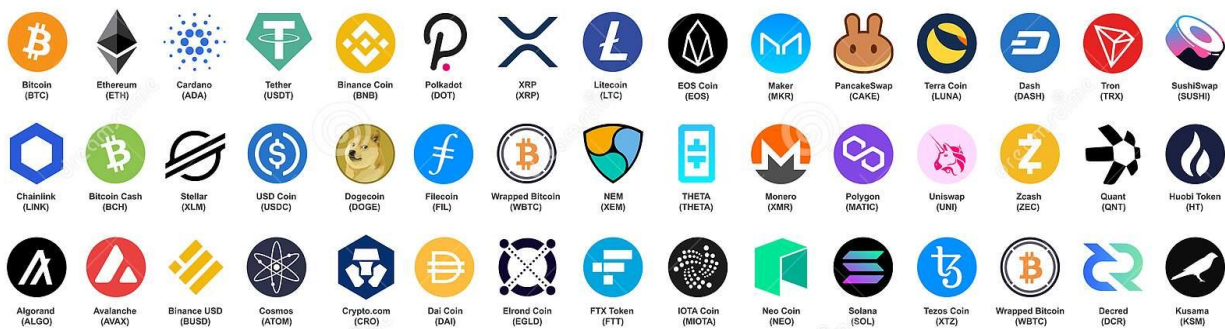 Bitcoin Ethereum Cardano Tether Binance Coin Polkadot XRP Litecoin EOS Coin Maker PancakeSwap Terra Coin Dash Tron SushiSwap
(BTC) (ETH) (ADA) (USDT) (BNB) (DOT) (XRP) (LTC) (EOS) (MKR) (CAKE) (LUNA) (DASH) (TRX) (SUSHI)
Chainlink Bitcoin Cash Stellar USD Coin Dogecoin Filecoin Wrapped Bitcoin NEM THETA Monero Polygon Uniswap Zcash Quant Huobi Token
(LINK) (BCH) (XLM) (USDC) (DOGE) (FIL) (WBTC) (XEM) (THETA) (XMR) (MATIC) (UNI) (ZEC) (QNT) (HT)
Algorand Avalanche Binance USD Cosmos Crypto.com Dai Coin Elrond Coin FTX Token IOTA Coin Neo Coin Solana Tezos Coin Wrapped Bitcoin Decred Kusama
(ALGO) (AVAX) (BUSD) (ATOM) (CRO) (DAI) (EGLD) (FTT) (MIOTA) (NEO) (SOL) (XTZ) (WBTC) (DCR) (KSM)